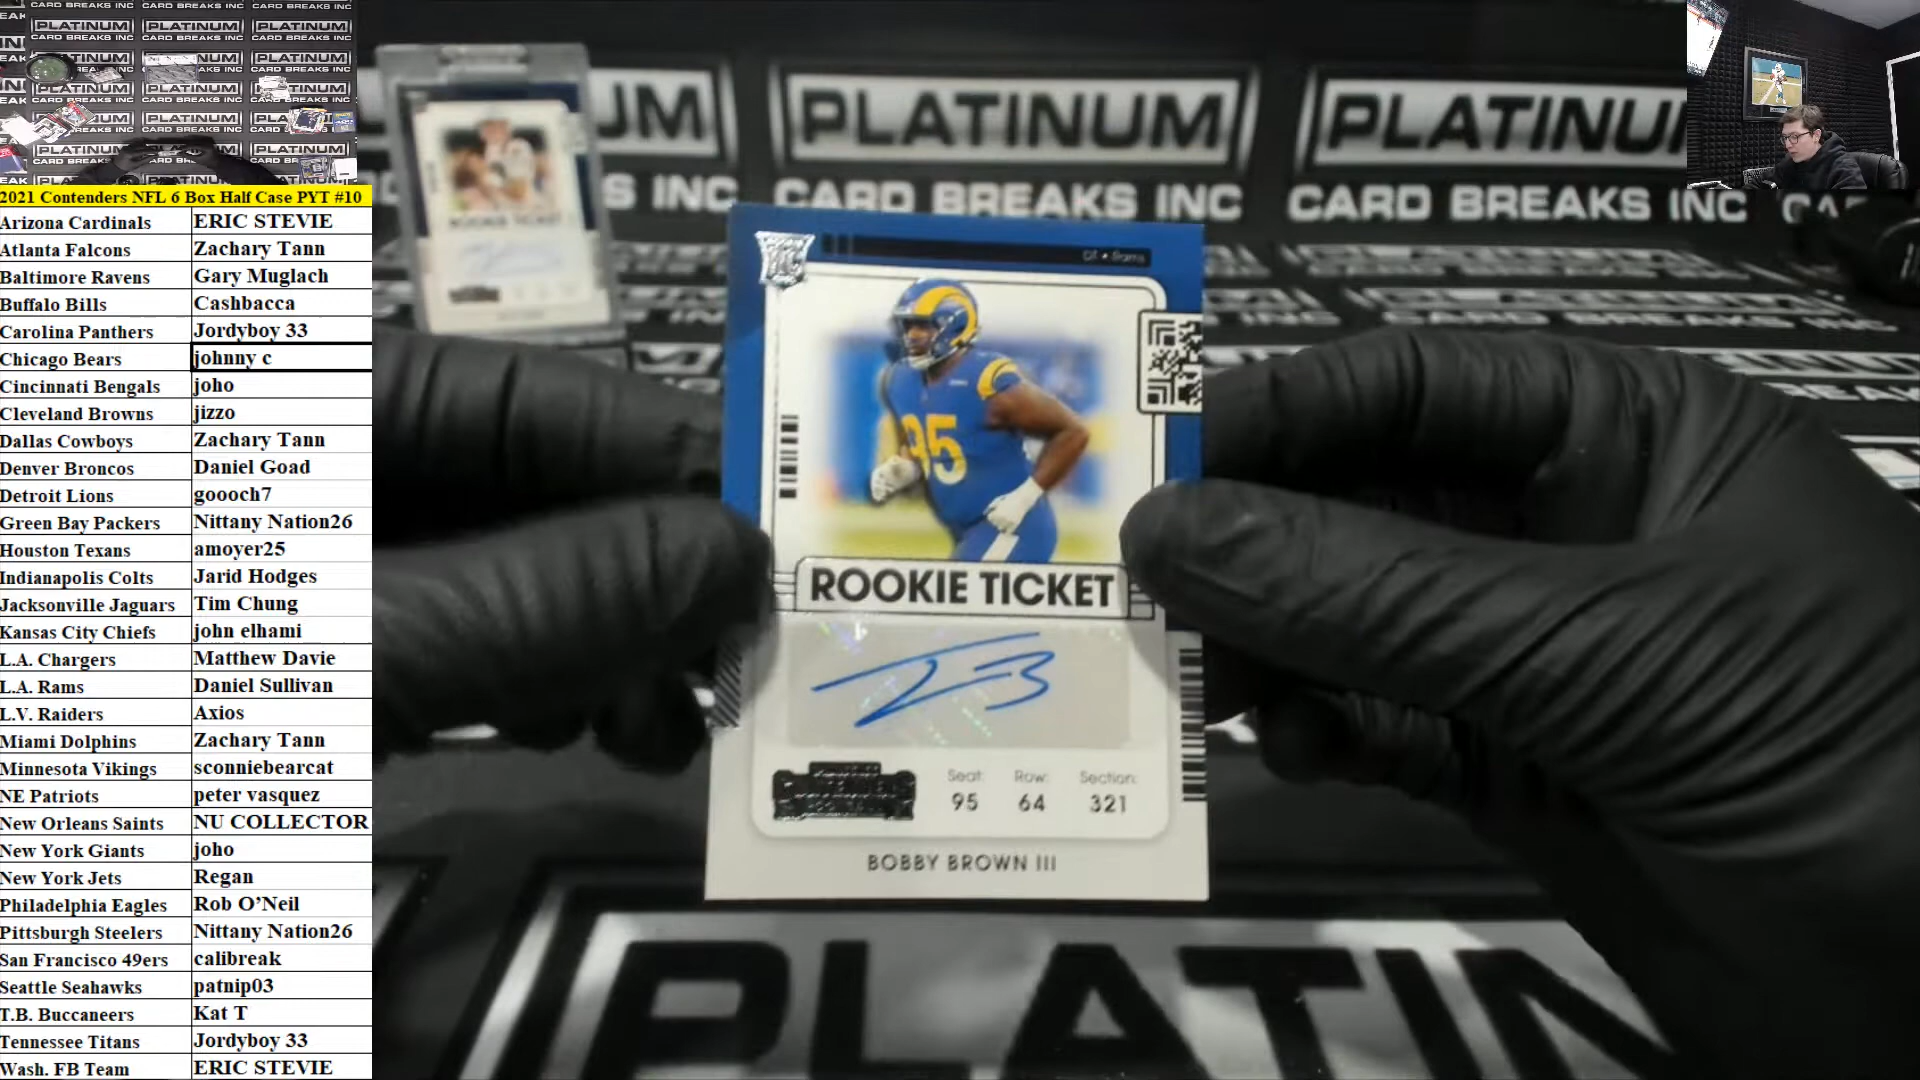 2021 Contenders NFL 6 Box Half Case PYT #10
Arizona Cardinals ERIC STEVIE
Atlanta Falcons Zachary Tann
Baltimore Ravens Gary Muglach
Buffalo Bills Cashbacca
Carolina Panthers Jordyboy 33
Chicago Bears johnny c
Cincinnati Bengals joho
Cleveland Browns jizzo
Dallas Cowboys Zachary Tann
Denver Broncos Daniel Goad
Detroit Lions goooch7
Green Bay Packers Nittany Nation26
Houston Texans amoyer25
Indianapolis Colts Jarid Hodges
Jacksonville Jaguars Tim Chung
Kansas City Chiefs john elhami
L.A. Chargers Matthew Davie
L.A. Rams Daniel Sullivan
L.V. Raiders Axios
Miami Dolphins Zachary Tann
Minnesota Vikings sconniebearcat
NE Patriots peter vasquez
New Orleans Saints NU COLLECTOR
New York Giants joho
New York Jets Regan
Philadelphia Eagles Rob O’Neil
Pittsburgh Steelers Nittany Nation26
San Francisco 49ers calibreak
Seattle Seahawks patnip03
T.B. Buccaneers Kat T
Tennessee Titans Jordyboy 33
Wash. FB Team ERIC STEVIE
PLATINUM
CARD BREAKS INC
PLATINUM
CARD BREAKS INC
ROOKIE TICKET
RC
DT • Rams
95
ROOKIE TICKET
Seat: Row: Section:
95 64 321
BOBBY BROWN III
PLATIN